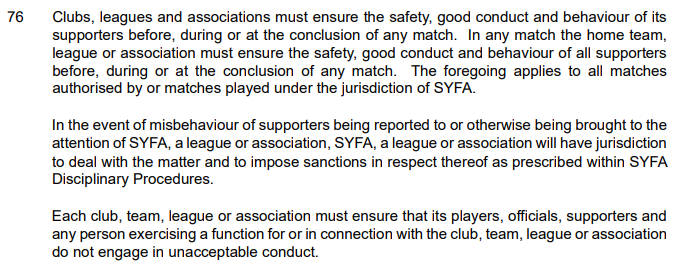 76 Clubs, leagues and associations must ensure the safety, good conduct and behaviour of its
supporters before, during or at the conclusion of any match. In any match the home team,
league or association must ensure the safety, good conduct and behaviour of all supporters
before, during or at the conclusion of any match. The foregoing applies to all matches
authorised by or matches played under the jurisdiction of SYFA.
In the event of misbehaviour of supporters being reported to or otherwise being brought to the
attention of SYFA, a league or association, SYFA, a league or association will have jurisdiction
to deal with the matter and to impose sanctions in respect thereof as prescribed within SYFA
Disciplinary Procedures.
Each club, team, league or association must ensure that its players, officials, supporters and
any person exercising a function for or in connection with the club, team, league or association
do not engage in unacceptable conduct.